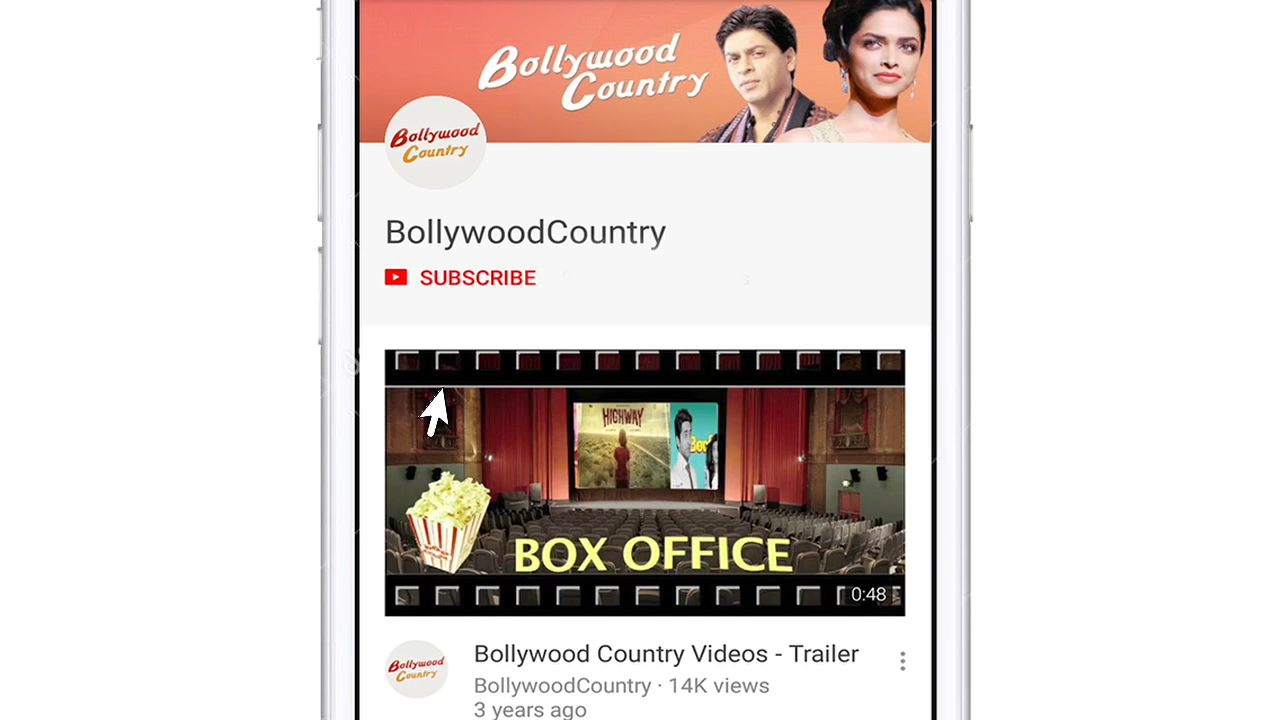 Bollywood
Country
Bollywood
Country
BollywoodCountry
SUBSCRIBE
HIGHWAY
BOX OFFICE
0:48
Bollywood
Country
Bollywood Country Videos - Trailer
BollywoodCountry · 14K views
3 years ago